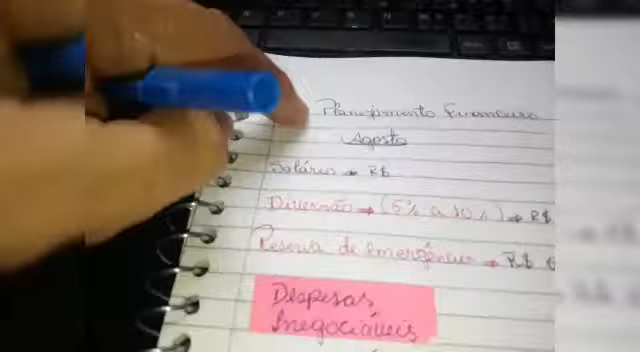 Planejamento Financeiro
Agosto
Salário → R$
Diversão → (5% a 10%) → R$
Reserva de emergência → R$
Despesas
Inegociáveis